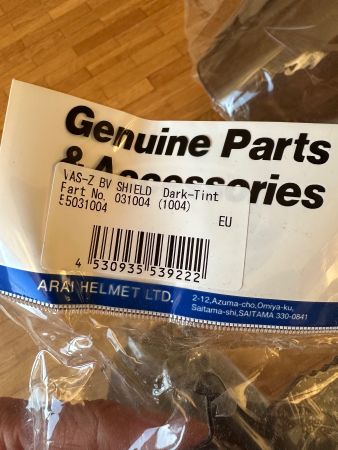 Genuine Parts
& Accessories
VAS-Z BV SHIELD Dark-Tint
Part No. 031004 (1004)
E5031004
EU
4 530935 539222
ARAI HELMET LTD.
2-12,Azuma-cho,Omiya-ku,
Saitama-shi,SAITAMA 330-0841